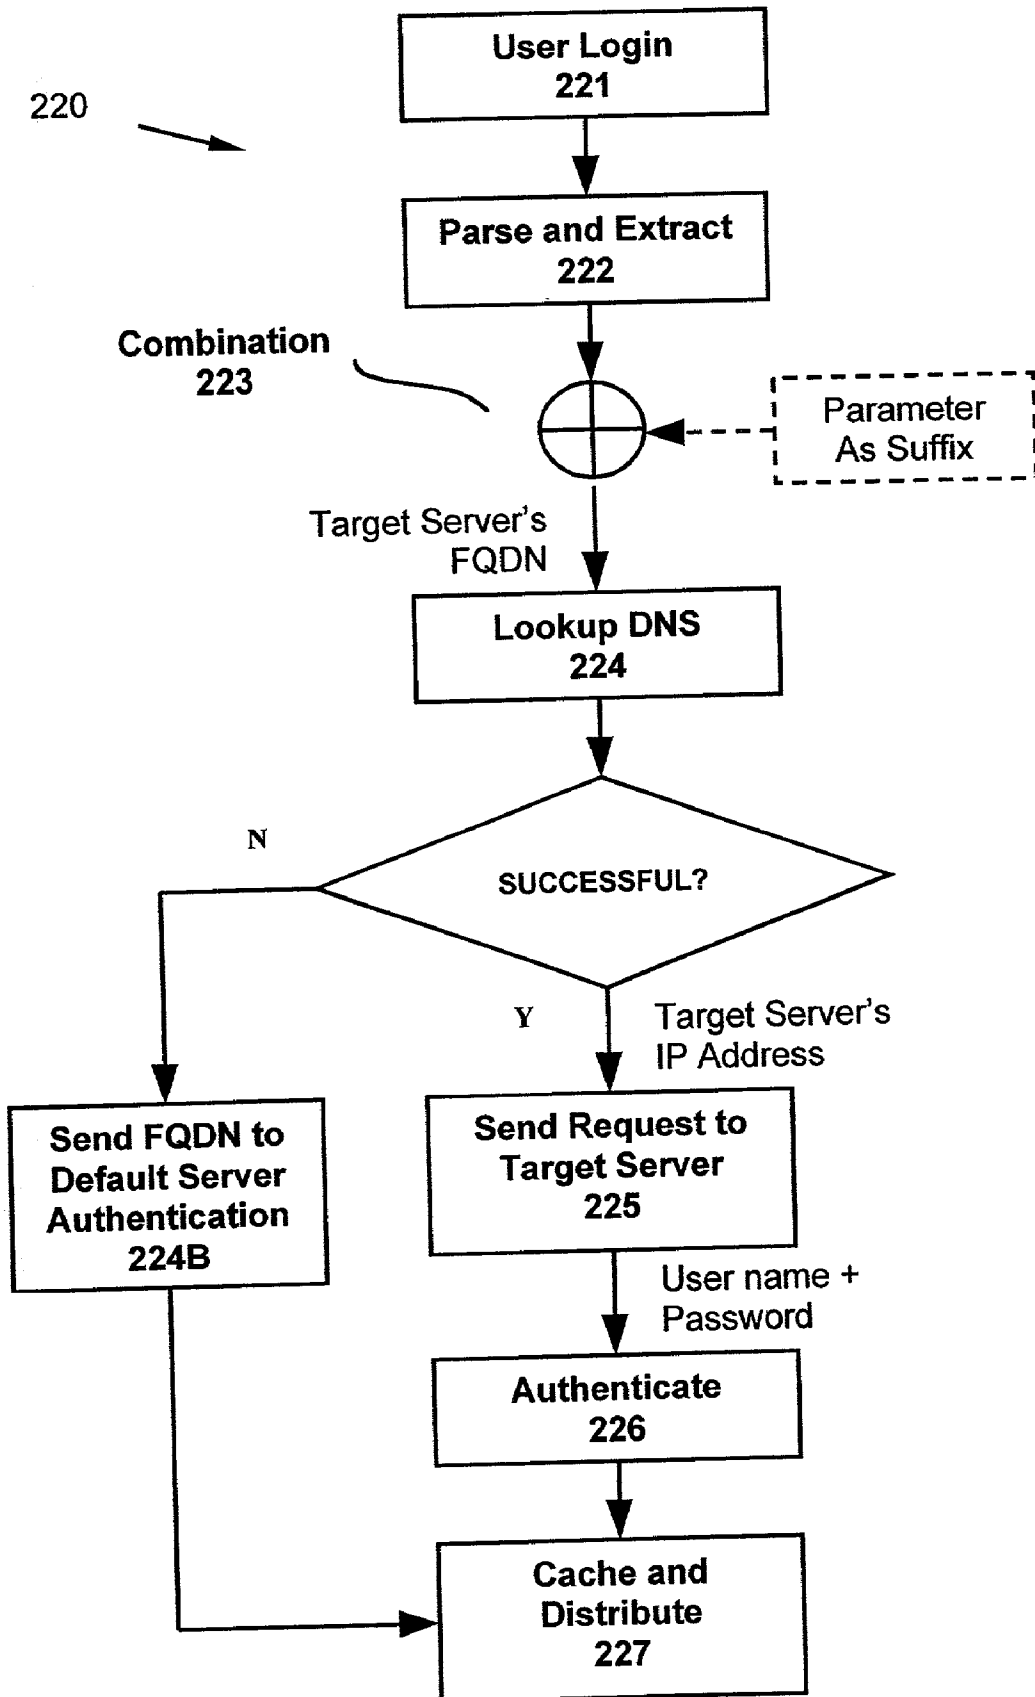 User Login
221
220
Parse and Extract
222
Combination
223
Parameter
As Suffix
Target Server's
FQDN
Lookup DNS
224
N
SUCCESSFUL?
Y
Target Server's
IP Address
Send FQDN to
Default Server
Authentication
224B
Send Request to
Target Server
225
User name +
Password
Authenticate
226
Cache and
Distribute
227